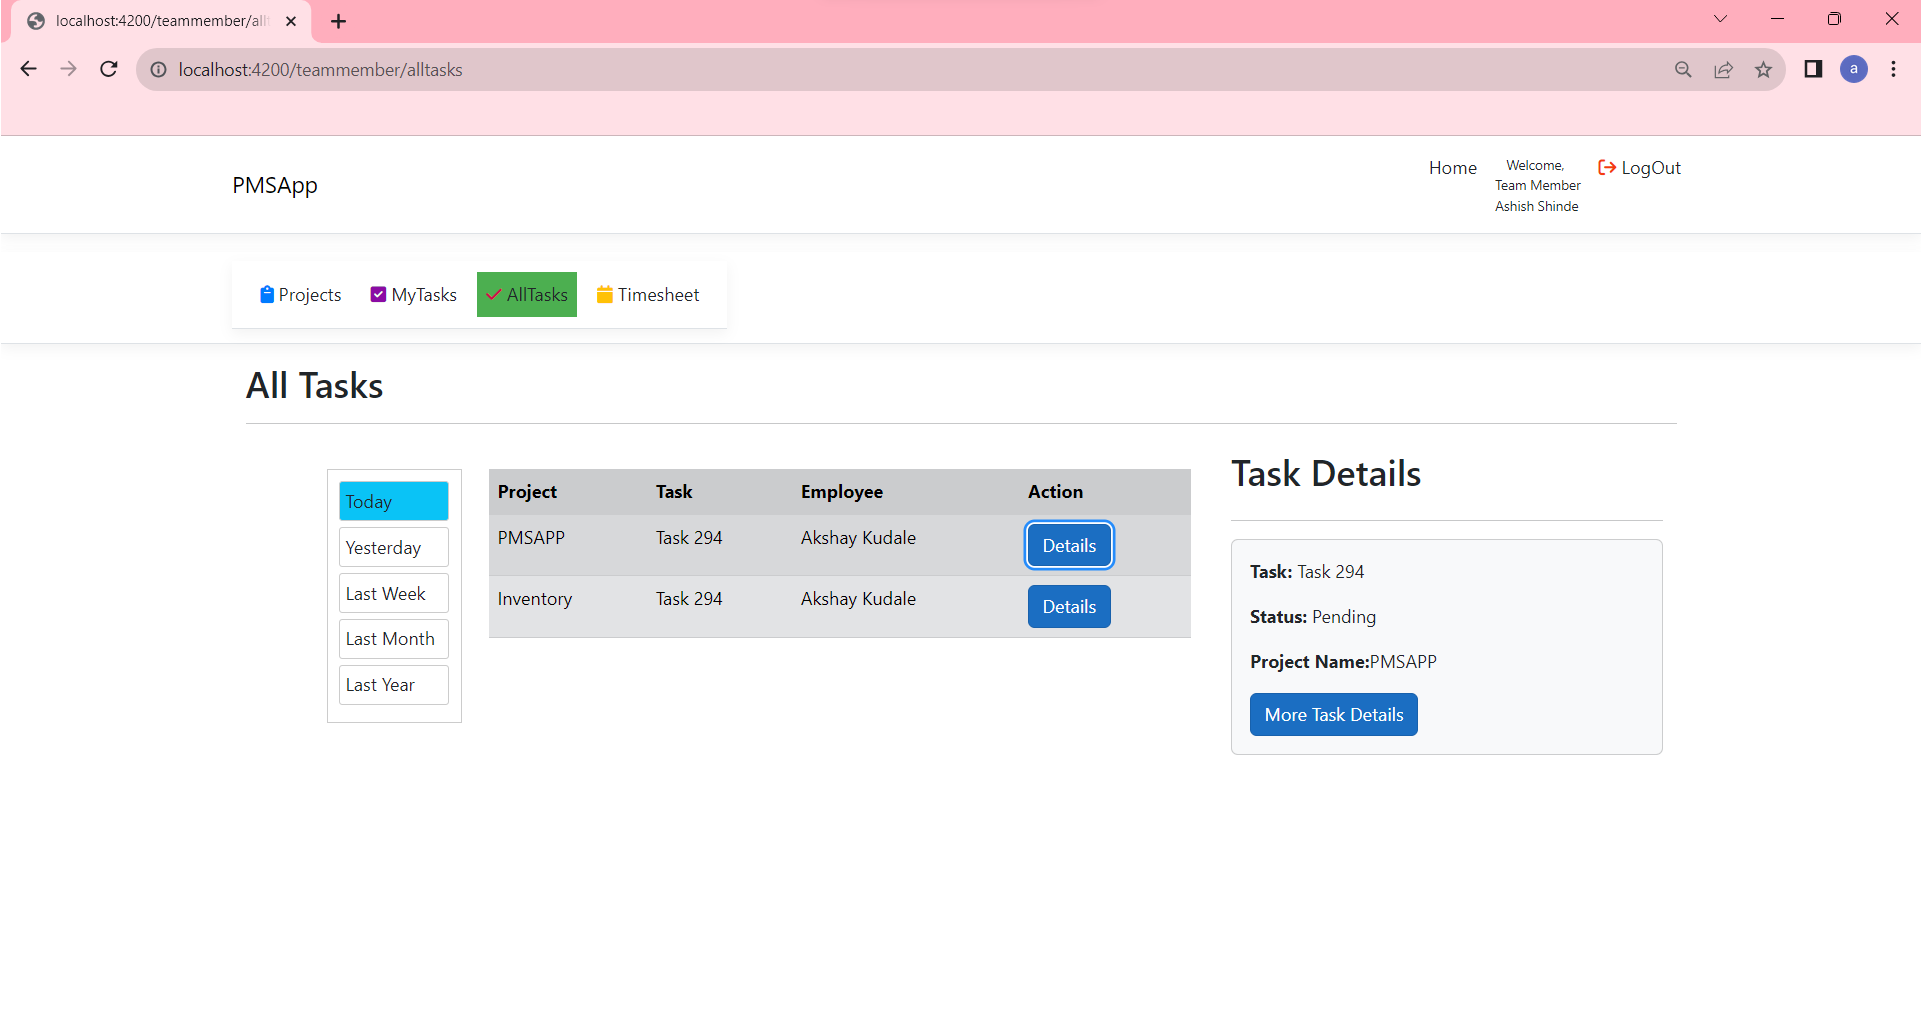 localhost:4200/teammember/allt
localhost:4200/teammember/alltasks
a
PMSApp
Home
Welcome,
Team Member
Ashish Shinde
LogOut
Projects
MyTasks
AllTasks
Timesheet
All Tasks
Today
Yesterday
Last Week
Last Month
Last Year
Project Task Employee Action
PMSAPP Task 294 Akshay Kudale Details
Inventory Task 294 Akshay Kudale Details
Task Details
Task: Task 294
Status: Pending
Project Name:PMSAPP
More Task Details